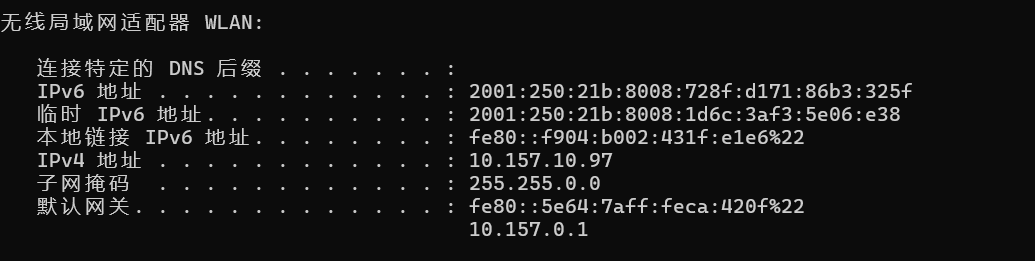 无线局域网适配器 WLAN:
连接特定的 DNS 后缀 . . . . . . . :
IPv6 地址 . . . . . . . . . . . . : 2001:250:21b:8008:728f:d171:86b3:325f
临时 IPv6 地址. . . . . . . . . . : 2001:250:21b:8008:1d6c:3af3:5e06:e38
本地链接 IPv6 地址. . . . . . . . : fe80::f904:b002:431f:e1e6%22
IPv4 地址 . . . . . . . . . . . . : 10.157.10.97
子网掩码  . . . . . . . . . . . . : 255.255.0.0
默认网关. . . . . . . . . . . . . : fe80::5e64:7aff:feca:420f%22
10.157.0.1